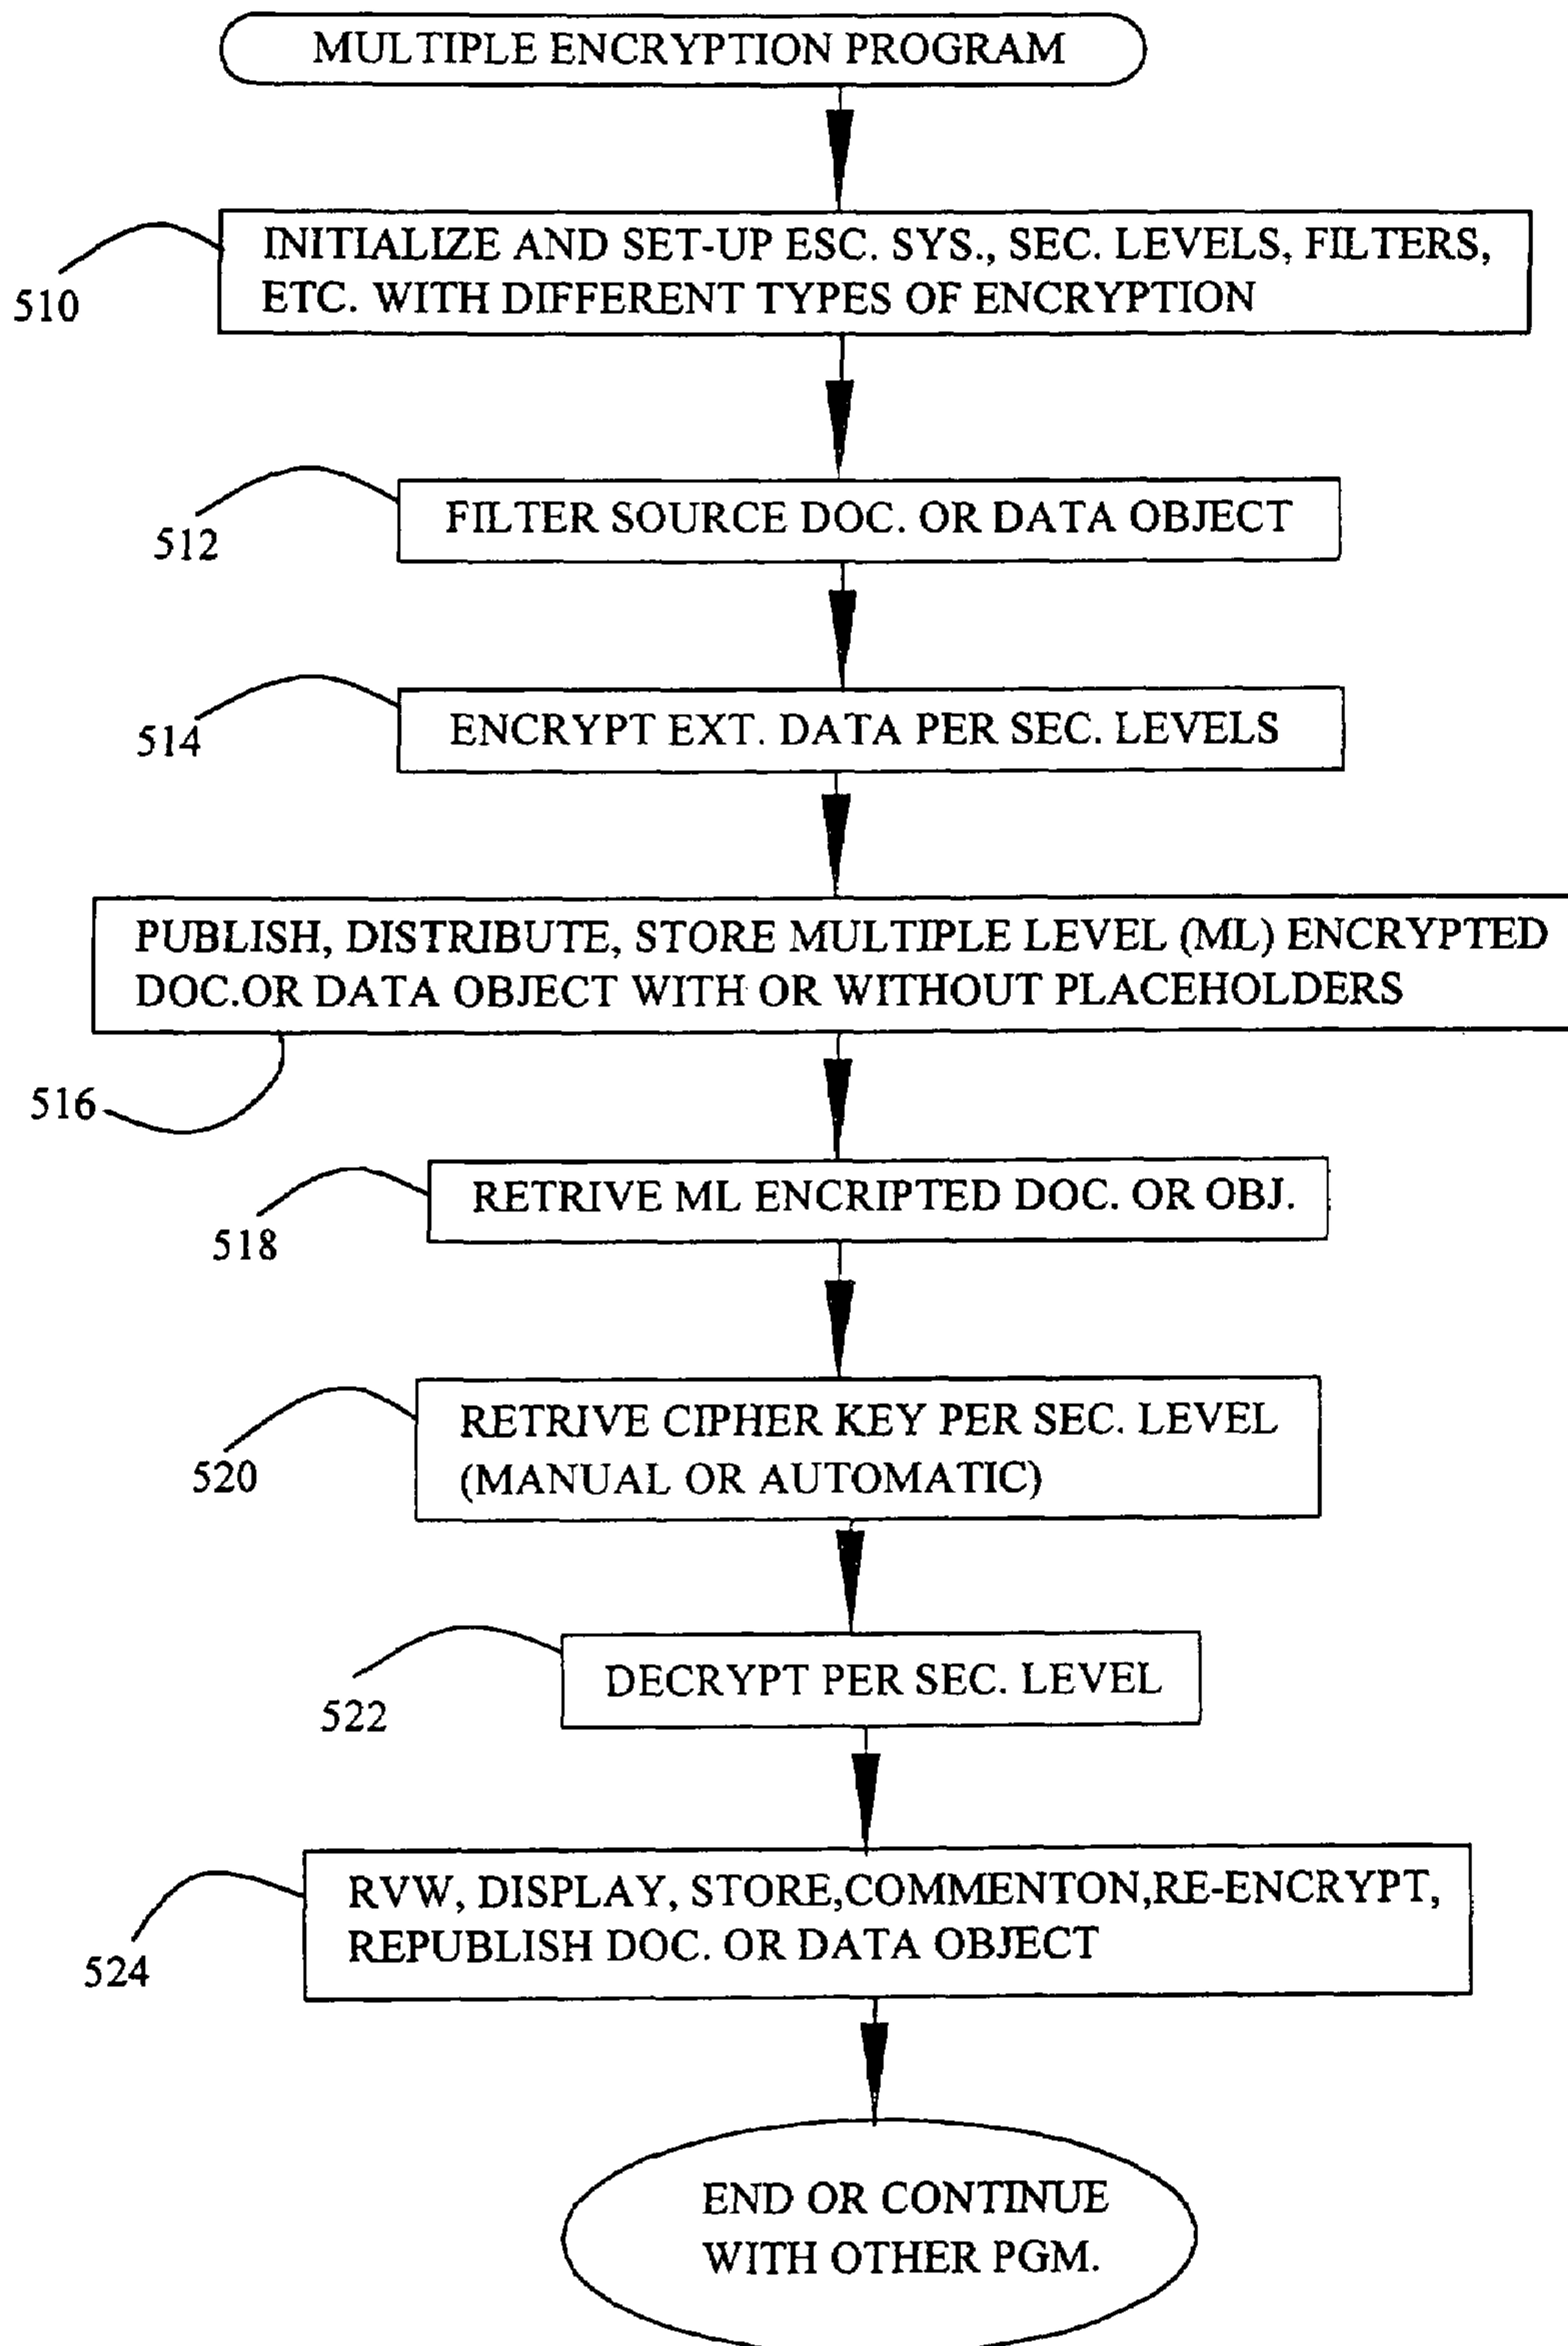 MULTIPLE ENCRYPTION PROGRAM
INITIALIZE AND SET-UP ESC. SYS., SEC. LEVELS, FILTERS,
ETC. WITH DIFFERENT TYPES OF ENCRYPTION
510
FILTER SOURCE DOC. OR DATA OBJECT
512
ENCRYPT EXT. DATA PER SEC. LEVELS
514
PUBLISH, DISTRIBUTE, STORE MULTIPLE LEVEL (ML) ENCRYPTED
DOC.OR DATA OBJECT WITH OR WITHOUT PLACEHOLDERS
516
RETRIVE ML ENCRIPTED DOC. OR OBJ.
518
RETRIVE CIPHER KEY PER SEC. LEVEL
(MANUAL OR AUTOMATIC)
520
DECRYPT PER SEC. LEVEL
522
RVW, DISPLAY, STORE,COMMENTON,RE-ENCRYPT,
REPUBLISH DOC. OR DATA OBJECT
524
END OR CONTINUE
WITH OTHER PGM.